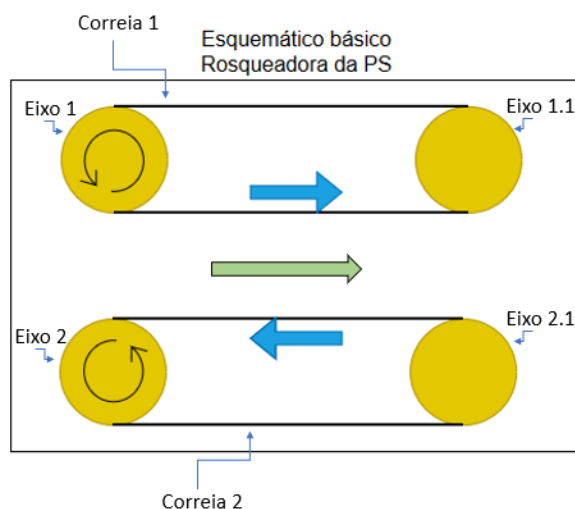 Correia 1
Esquemático básico
Rosqueadora da PS
Eixo 1
Eixo 1.1
Eixo 2
Eixo 2.1
Correia 2